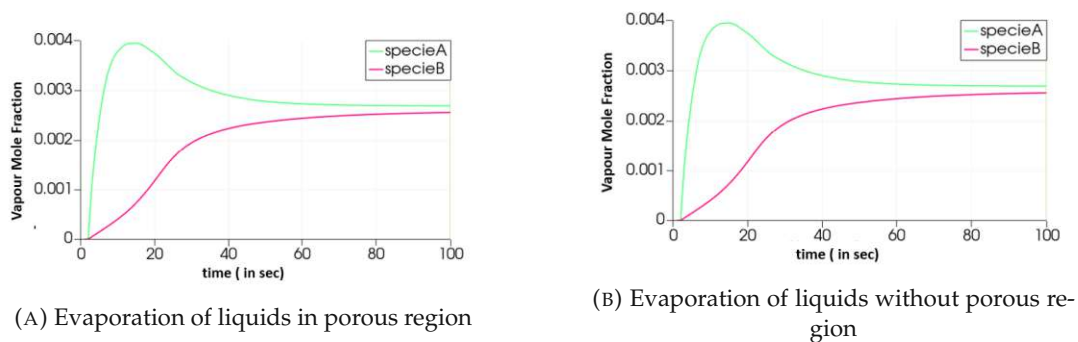 0.004
0.003
0.002
0.001
0
Vapour Mole Fraction
specieA
specieB
0 20 40 60 80 100
time ( in sec)
(A) Evaporation of liquids in porous region
0.004
0.003
0.002
0.001
0
Vapour Mole Fraction
specieA
specieB
0 20 40 60 80 100
time ( in sec)
(B) Evaporation of liquids without porous re-
gion